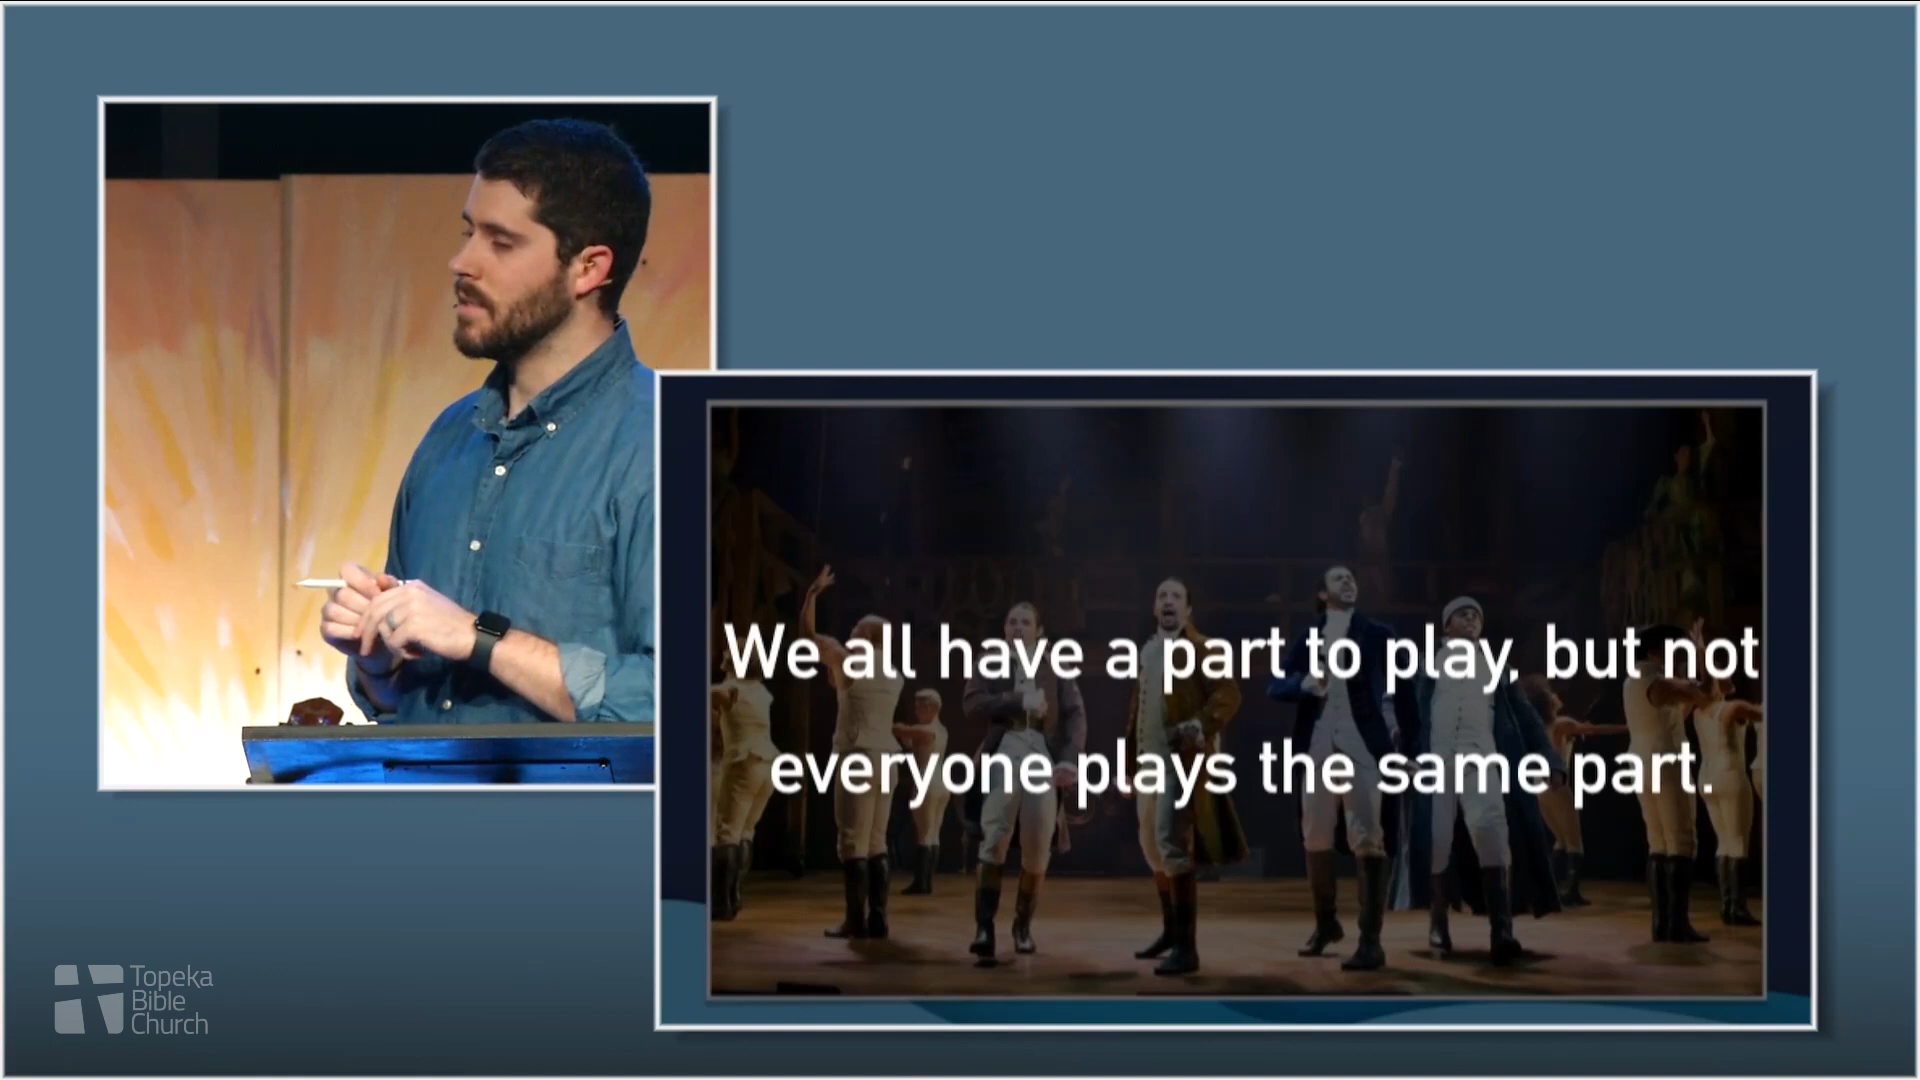 We all have a part to play, but not
everyone plays the same part.
Topeka
Bible
Church